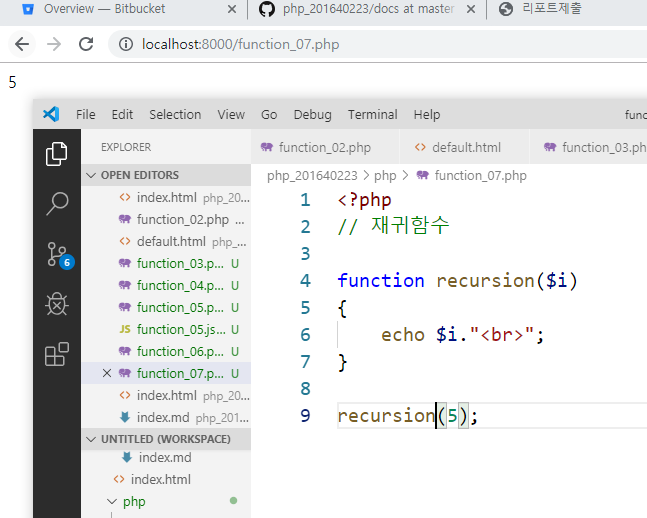 Overview — Bitbucket
php_201640223/docs at master
리포트제출
localhost:8000/function_07.php
5
File Edit Selection View Go Debug Terminal Help func
EXPLORER
OPEN EDITORS
index.html php_20...
function_02.php ...
default.html php_...
function_03.p... U
function_04.p... U
function_05.p... U
JS function_05.js... U
function_06.p... U
function_07.p... U
index.html php_20...
index.md php_201...
UNTITLED (WORKSPACE)
index.md
index.html
php
6
function_02.php default.html function_03.ph
php_201640223 > php > function_07.php
1 <?php
2 // 재귀함수
3
4 function recursion($i)
5 {
6 echo $i."<br>";
7 }
8
9 recursion(5);